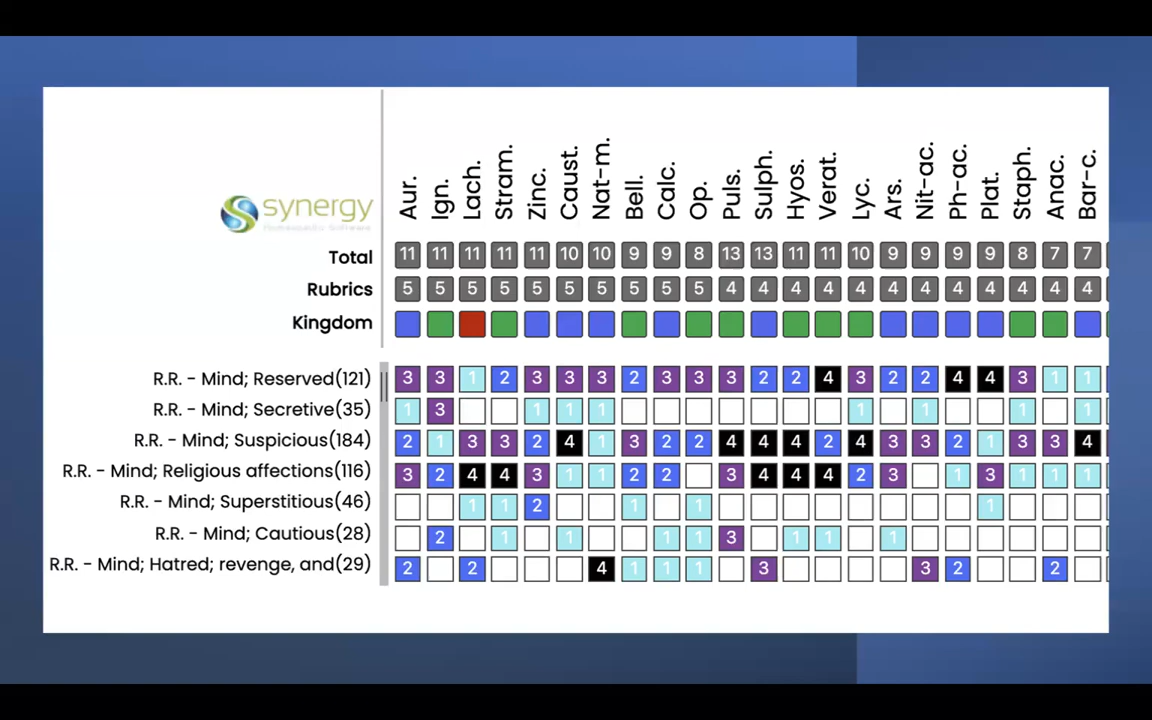 synergy
Aur. Ign. Lach. Stram. Zinc. Caust. Nat-m. Bell. Calc. Op. Puls. Sulph. Hyos. Verat. Lyc. Ars. Nit-ac. Ph-ac. Plat. Staph. Anac. Bar-c.
Total 11 11 11 11 11 10 10 9 9 8 13 13 11 11 10 9 9 9 9 8 7 7
Rubrics 5 5 5 5 5 5 5 5 5 5 4 4 4 4 4 4 4 4 4 4 4 4
Kingdom
R.R. - Mind; Reserved(121) 3 3 1 2 3 3 3 2 3 3 3 2 2 4 3 2 2 4 4 3 1 1
R.R. - Mind; Secretive(35) 1 3 1 1 1 1 1 1 1
R.R. - Mind; Suspicious(184) 2 1 3 3 2 4 1 3 2 2 4 4 4 2 4 3 3 2 1 3 3 4
R.R. - Mind; Religious affections(116) 3 2 4 4 3 1 1 2 2 3 4 4 4 2 3 1 3 1 1 1
R.R. - Mind; Superstitious(46) 1 1 2 1 1 1
R.R. - Mind; Cautious(28) 2 1 1 1 1 3 1 1 1
R.R. - Mind; Hatred; revenge, and(29) 2 2 4 1 1 1 3 3 2 2